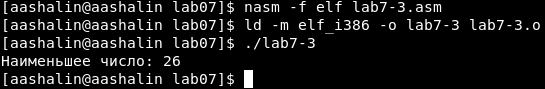 [aashalin@aashalin lab07]$ nasm -f elf lab7-3.asm
[aashalin@aashalin lab07]$ ld -m elf_i386 -o lab7-3 lab7-3.o
[aashalin@aashalin lab07]$ ./lab7-3
Наименьшее число: 26
[aashalin@aashalin lab07]$